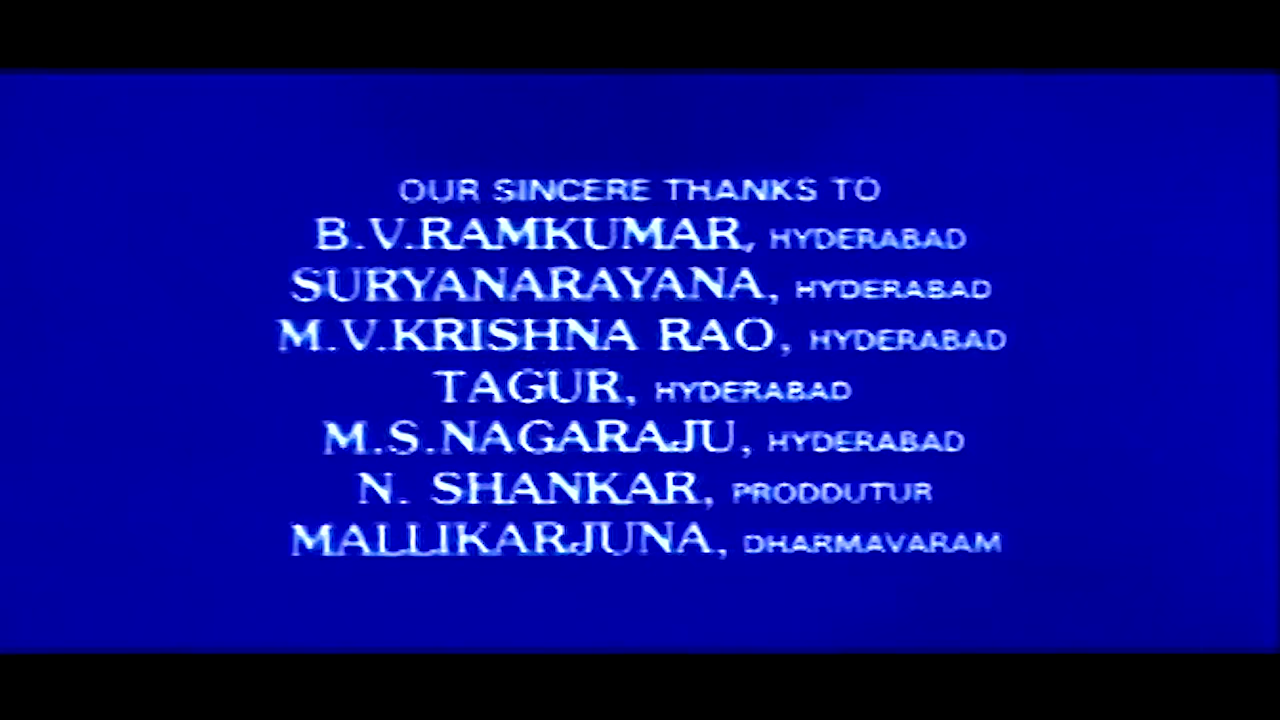 OUR SINCERE THANKS TO
B.V.RAMKUMAR, HYDERABAD
SURYANARAYANA, HYDERABAD
M.V.KRISHNA RAO, HYDERABAD
TAGUR, HYDERABAD
M.S.NAGARAJU, HYDERABAD
N. SHANKAR, PRODDUTUR
MALLIKARJUNA, DHARMAVARAM